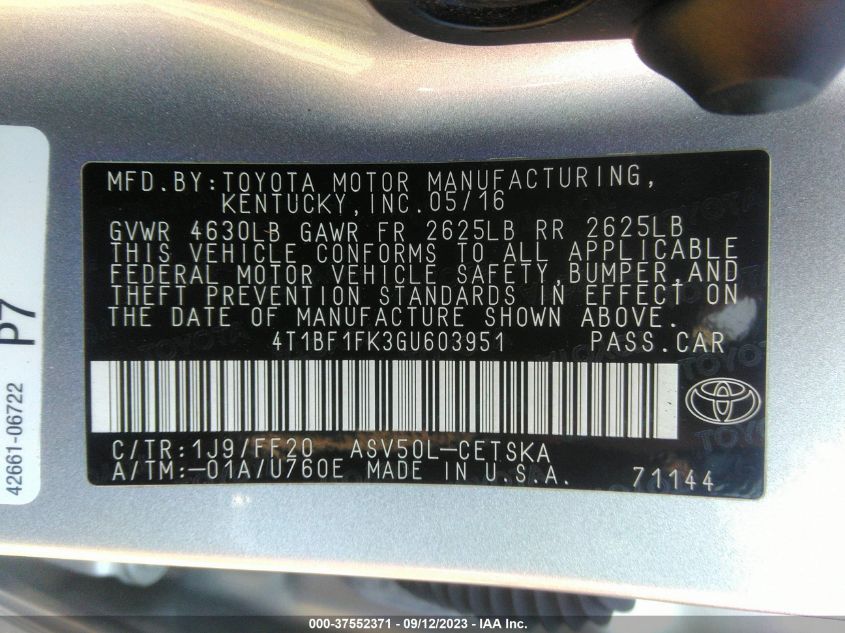 MFD.BY:TOYOTA MOTOR MANUFACTURING,
KENTUCKY,INC.05/16
GVWR 4630LB GAWR FR 2625LB RR 2625LB
THIS VEHICLE CONFORMS TO ALL APPLICABLE
FEDERAL MOTOR VEHICLE SAFETY,BUMPER,AND
THEFT PREVENTION STANDARDS IN EFFECT ON
THE DATE OF MANUFACTURE SHOWN ABOVE.
4T1BF1FK3GU603951 PASS.CAR
C/TR:1J9/FF20 ASV50L-CETSKA
A/TM:-01A/U760E MADE IN U.S.A. 71144
P7
42661-06722
000-37552371 - 09/12/2023 - IAA Inc.